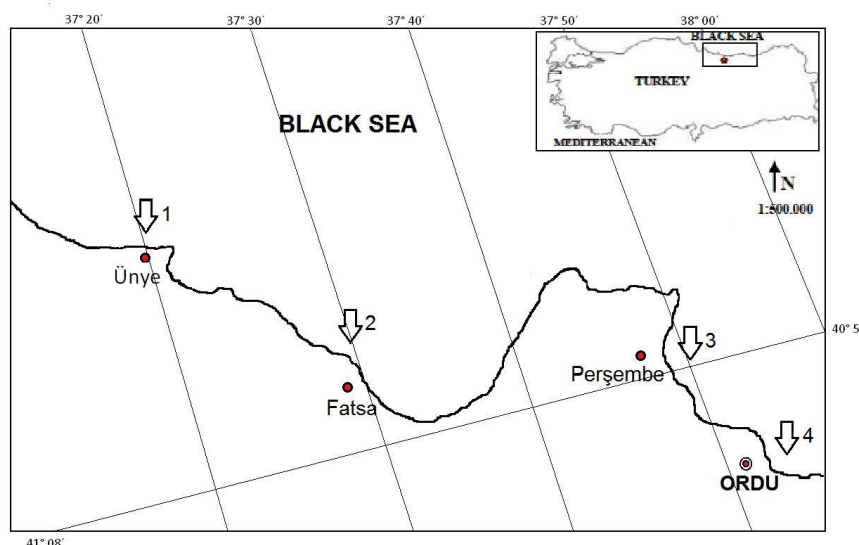 37° 20´ 37° 30´ 37° 40´ 37° 50´ 38° 00´
BLACK SEA
TURKEY
MEDITERRANEAN
BLACK SEA
N
1:500.000
1
Ünye
2
Fatsa
40° 5
3
Perşembe
4
ORDU
41° 08´